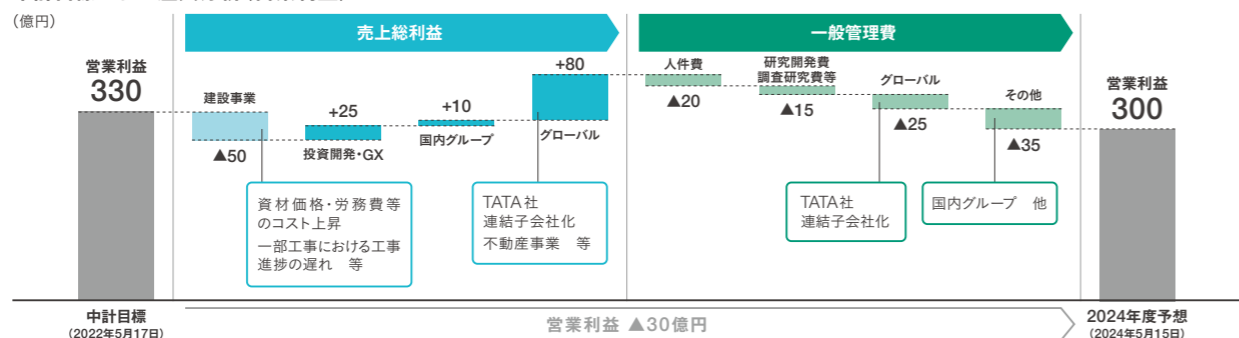 (億円)
売上総利益
一般管理費
営業利益
330
建設事業
▲50
+25
投資開発・GX
+10
国内グループ
+80
グローバル
人件費
▲20
研究開発費
調査研究費等
▲15
グローバル
▲25
その他
▲35
営業利益
300
資材価格・労務費等
のコスト上昇
一部工事における工事
進捗の遅れ 等
TATA社
連結子会社化
不動産事業 等
TATA社
連結子会社化
国内グループ 他
中計目標
(2022年5月17日)
営業利益 ▲30億円
2024年度予想
(2024年5月15日)